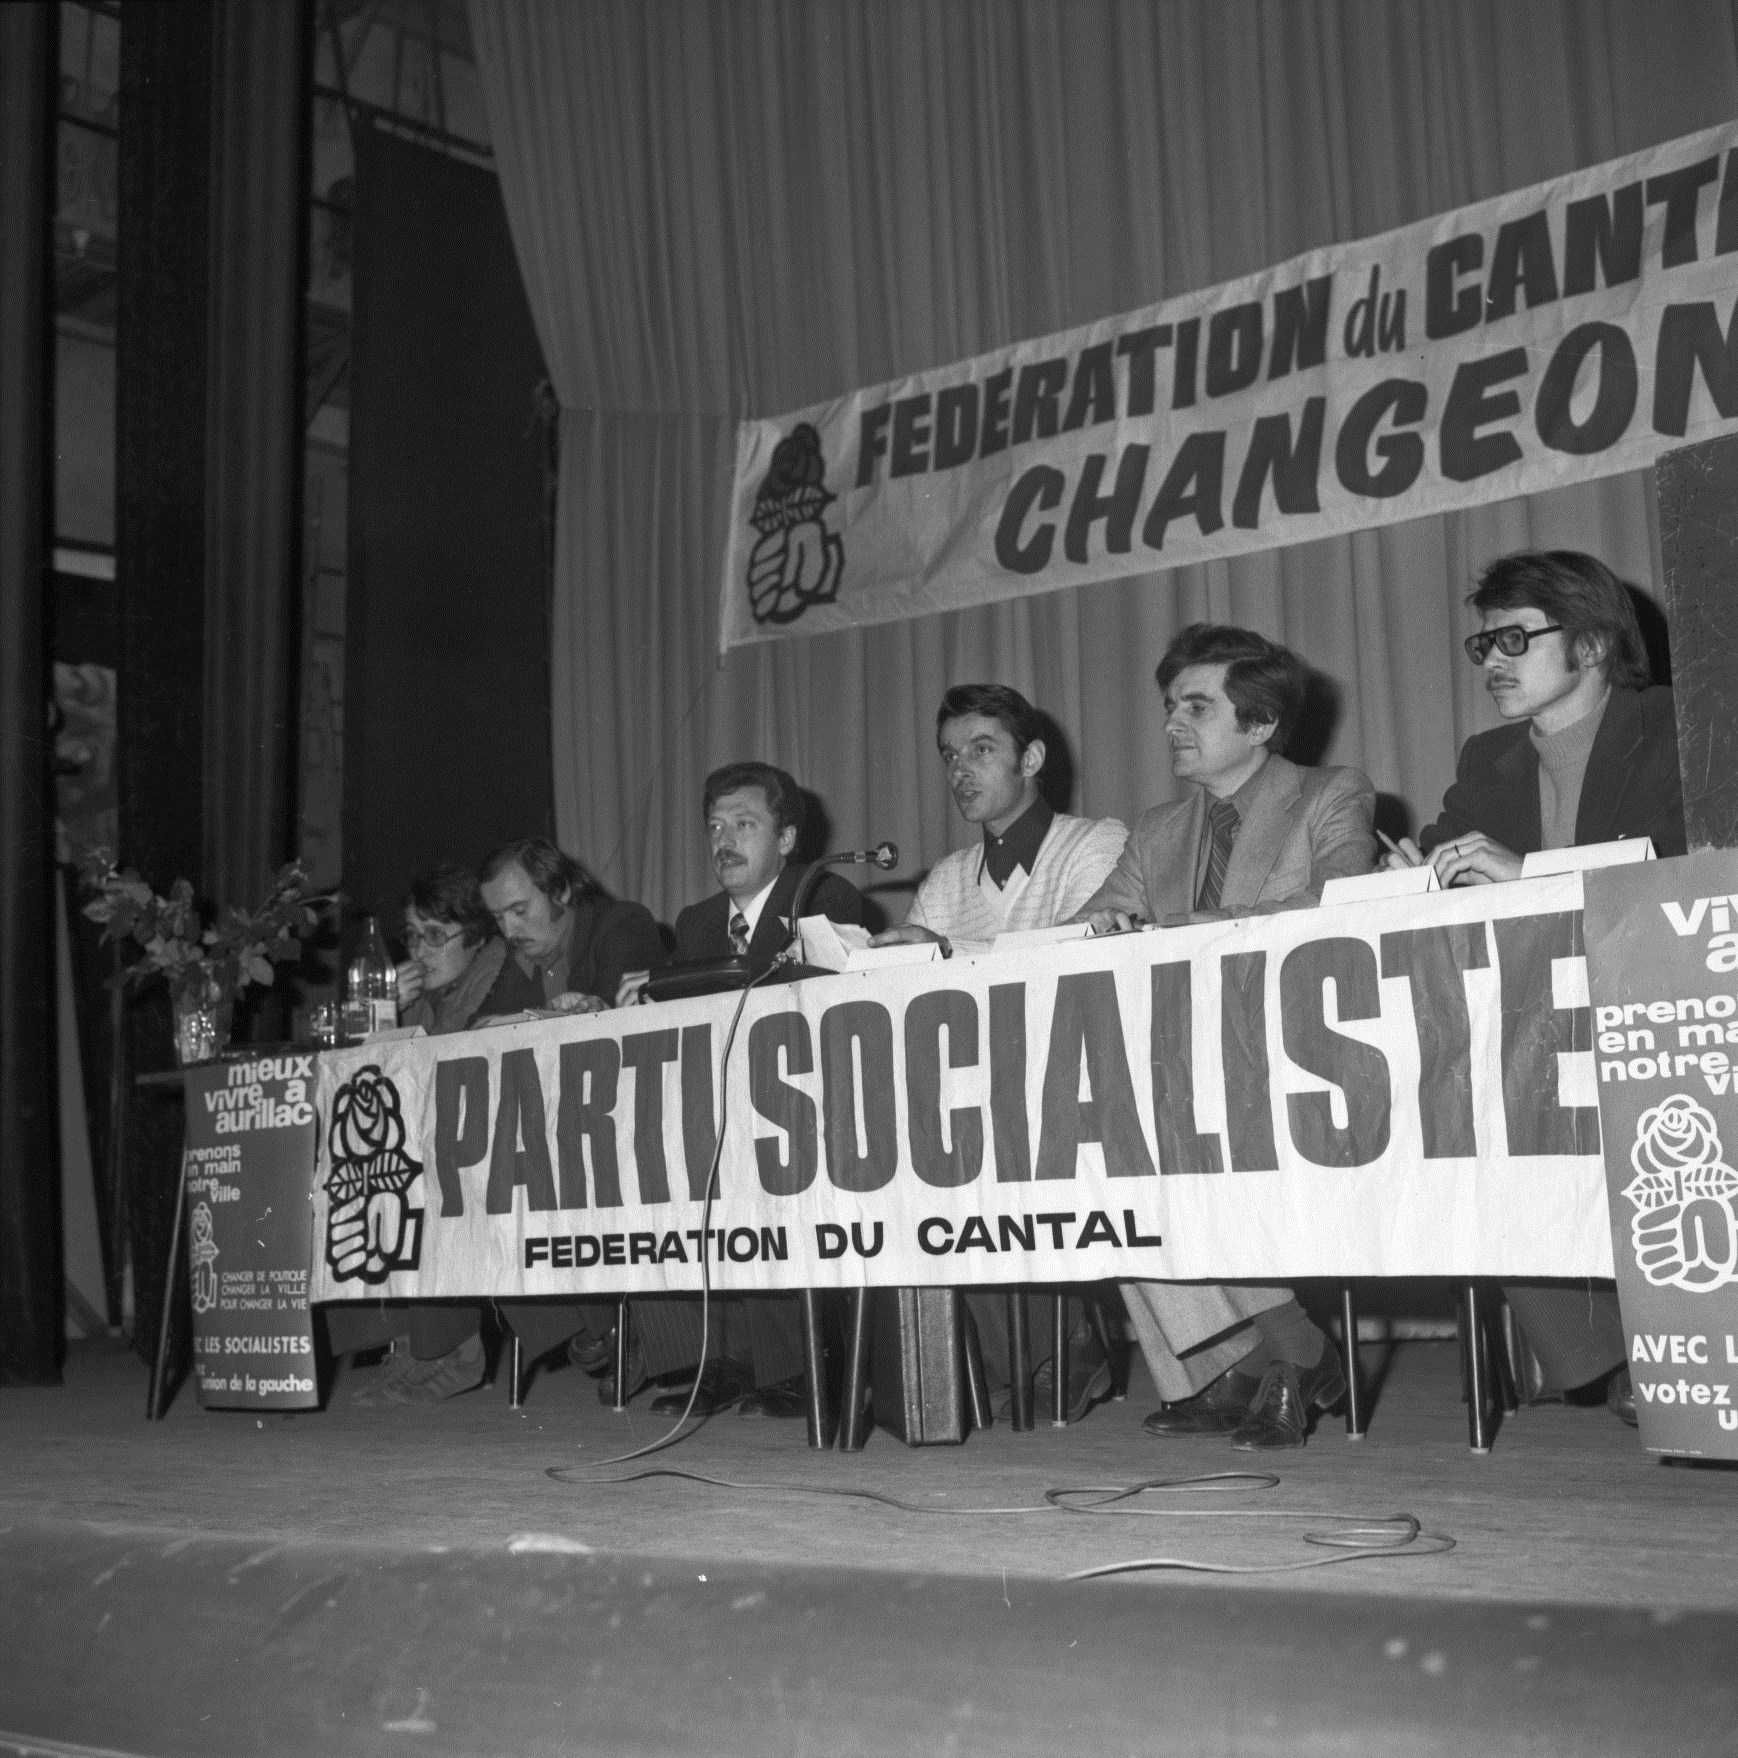 FEDÉRATION du CANTA
CHANGEON
PARTI SOCIALISTE
FEDERATION DU CANTAL
mieux
vivre à
aurillac
prenons
en main
notre
ville
CHANGER DE POLITIQUE
CHANGER LA VILLE
POUR CHANGER LA VIE
LES SOCIALISTES
union de la gauche
viv
a
preno
en ma
notre
vi
AVEC L
votez
u